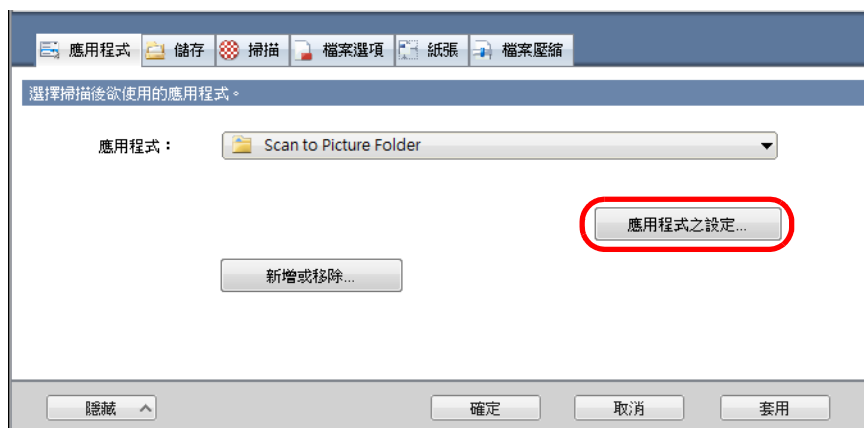 應用程式 儲存 掃描 檔案選項 紙張 檔案壓縮
選擇掃描後欲使用的應用程式。
應用程式： Scan to Picture Folder
應用程式之設定...
新增或移除...
隱藏 確定 取消 套用